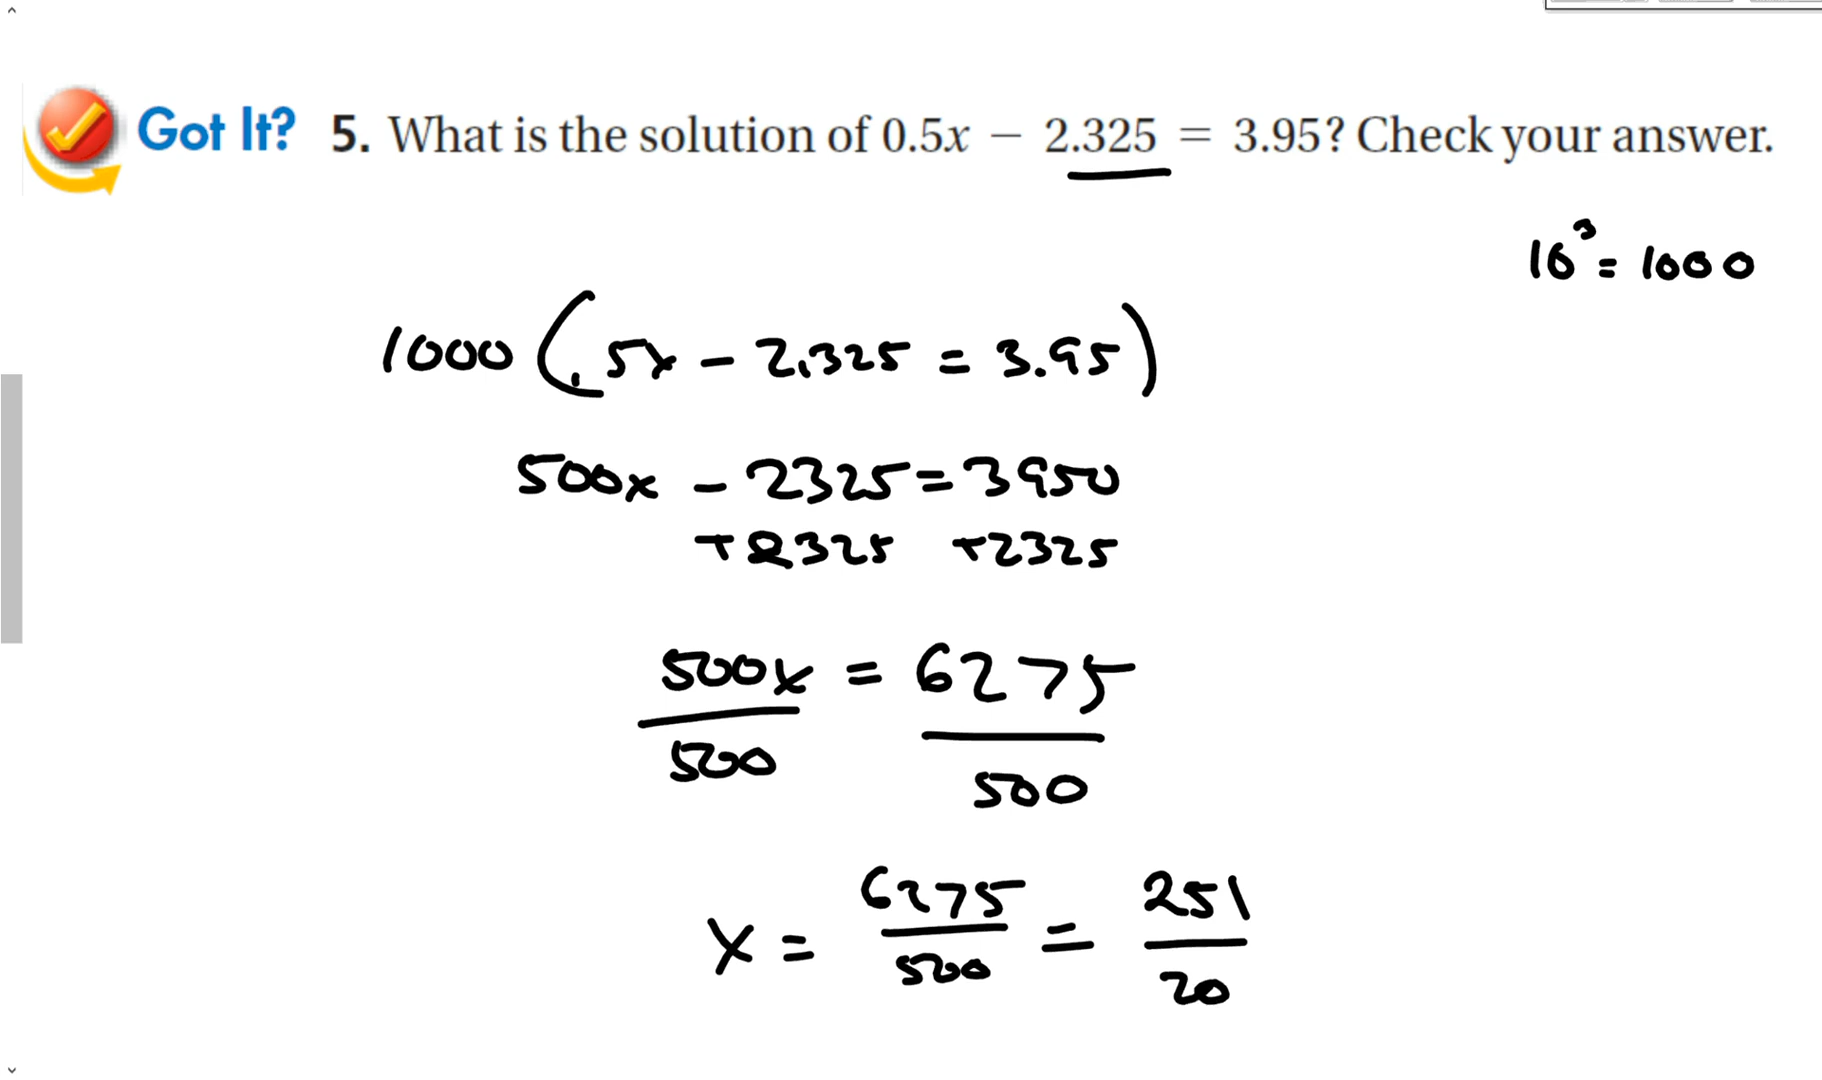 Got It? 5. What is the solution of 0.5x − 2.325 = 3.95? Check your answer.
10³ = 1000
1000 (.5x − 2.325 = 3.95)
500x − 2325 = 3950
+2325 +2325
500x = 6275
500 500
x = 6275/500 = 251/20